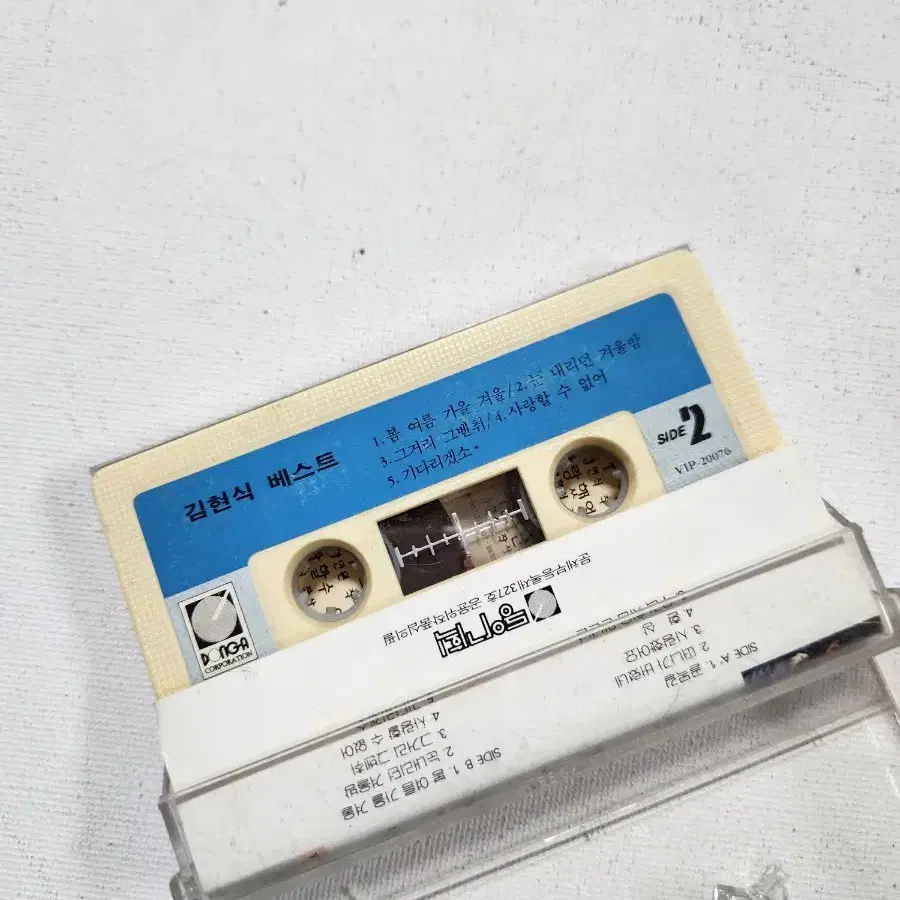 김현식 베스트
1. 봄 여름 가을 겨울/2. 눈 내리던 겨울밤
3. 그거리 그벤취/4. 사랑할 수 없어
5. 기다리겠소
SIDE 2
VIP-20076
DONG-A
CORPORATION
동아기획
SIDE A 1. 골목길
2. 떠나가 버렸네
3. 사랑했어요
SIDE B 1. 봄 여름 가을 겨울
2. 눈내리던 겨울밤
3. 그거리 그벤취
4. 사랑할 수 없어